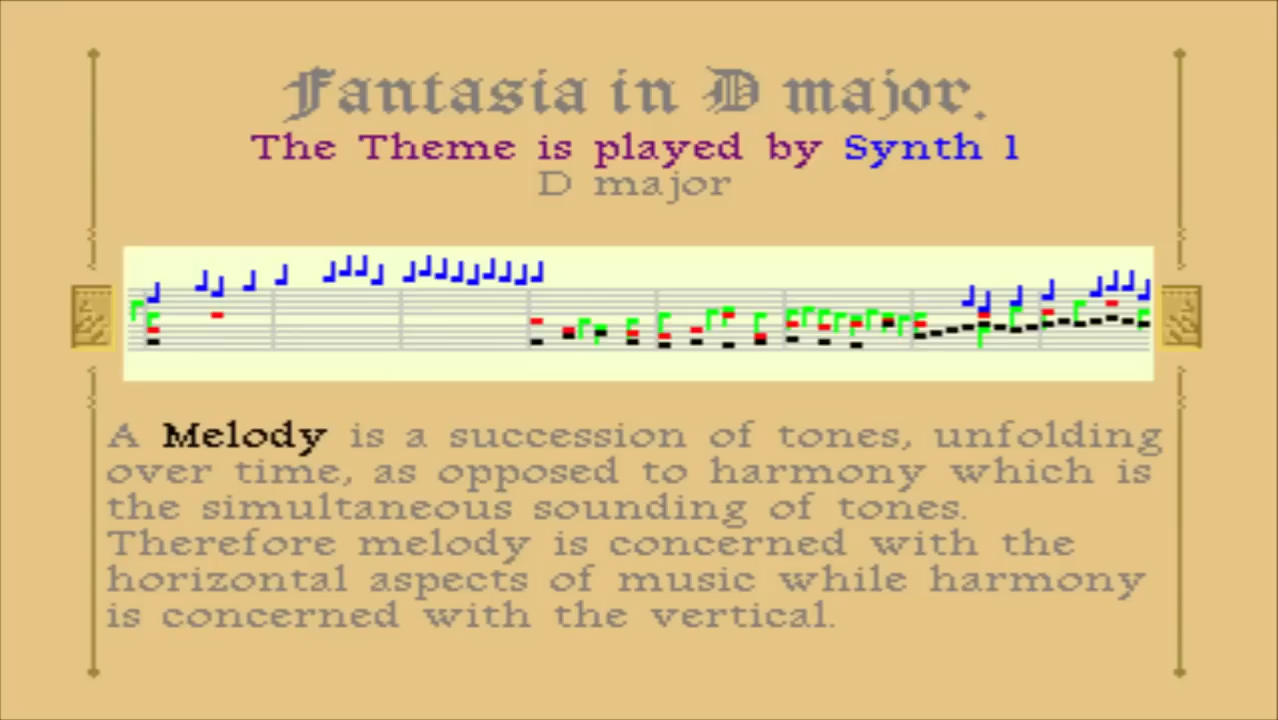 Fantasia in D major.
The Theme is played by Synth 1
D major
A Melody is a succession of tones, unfolding
over time, as opposed to harmony which is
the simultaneous sounding of tones.
Therefore melody is concerned with the
horizontal aspects of music while harmony
is concerned with the vertical.